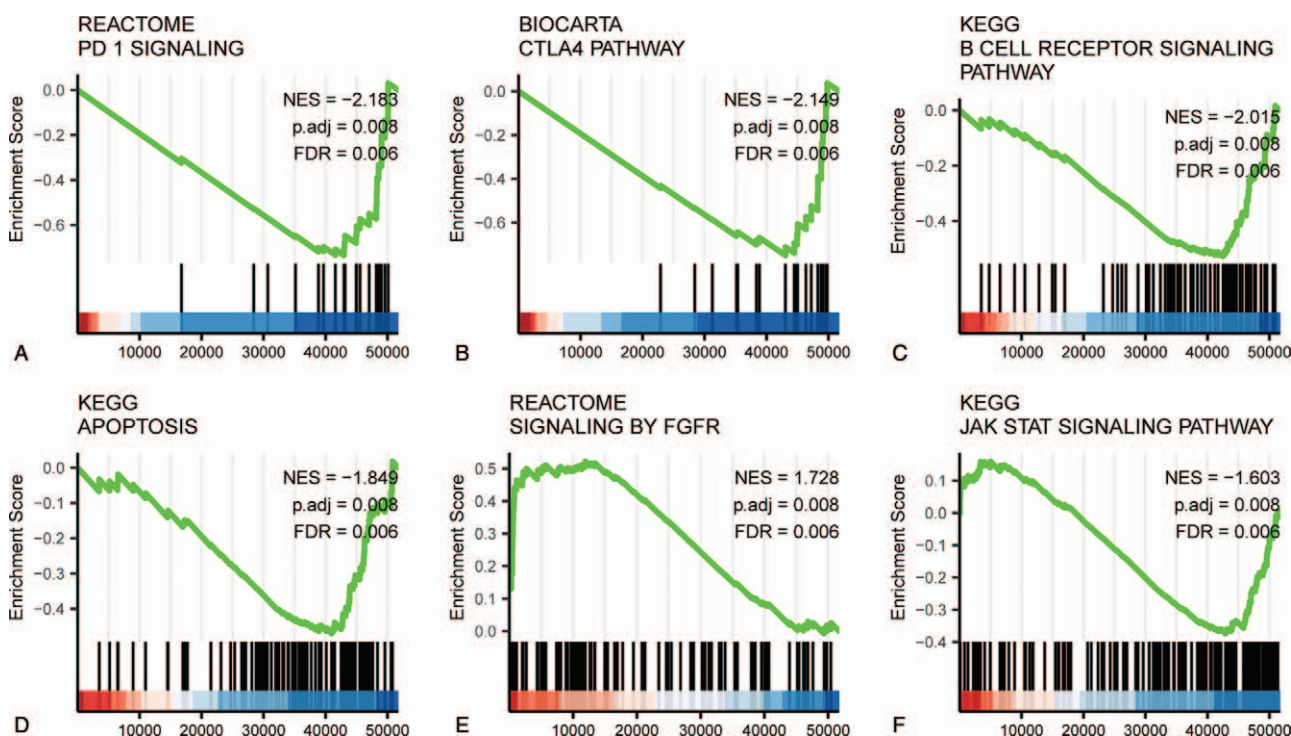 REACTOME
PD 1 SIGNALING
NES = −2.183
p.adj = 0.008
FDR = 0.006
Enrichment Score
0.0
−0.2
−0.4
−0.6
A
10000 20000 30000 40000 50000
BIOCARTA
CTLA4 PATHWAY
NES = −2.149
p.adj = 0.008
FDR = 0.006
Enrichment Score
0.0
−0.2
−0.4
−0.6
B
10000 20000 30000 40000 50000
KEGG
B CELL RECEPTOR SIGNALING
PATHWAY
NES = −2.015
p.adj = 0.008
FDR = 0.006
Enrichment Score
0.0
−0.2
−0.4
C
10000 20000 30000 40000 50000
KEGG
APOPTOSIS
NES = −1.849
p.adj = 0.008
FDR = 0.006
Enrichment Score
0.0
−0.1
−0.2
−0.3
−0.4
D
10000 20000 30000 40000 50000
REACTOME
SIGNALING BY FGFR
NES = 1.728
p.adj = 0.008
FDR = 0.006
Enrichment Score
0.5
0.4
0.3
0.2
0.1
0.0
E
10000 20000 30000 40000 50000
KEGG
JAK STAT SIGNALING PATHWAY
NES = −1.603
p.adj = 0.008
FDR = 0.006
Enrichment Score
0.1
0.0
−0.1
−0.2
−0.3
−0.4
F
10000 20000 30000 40000 50000